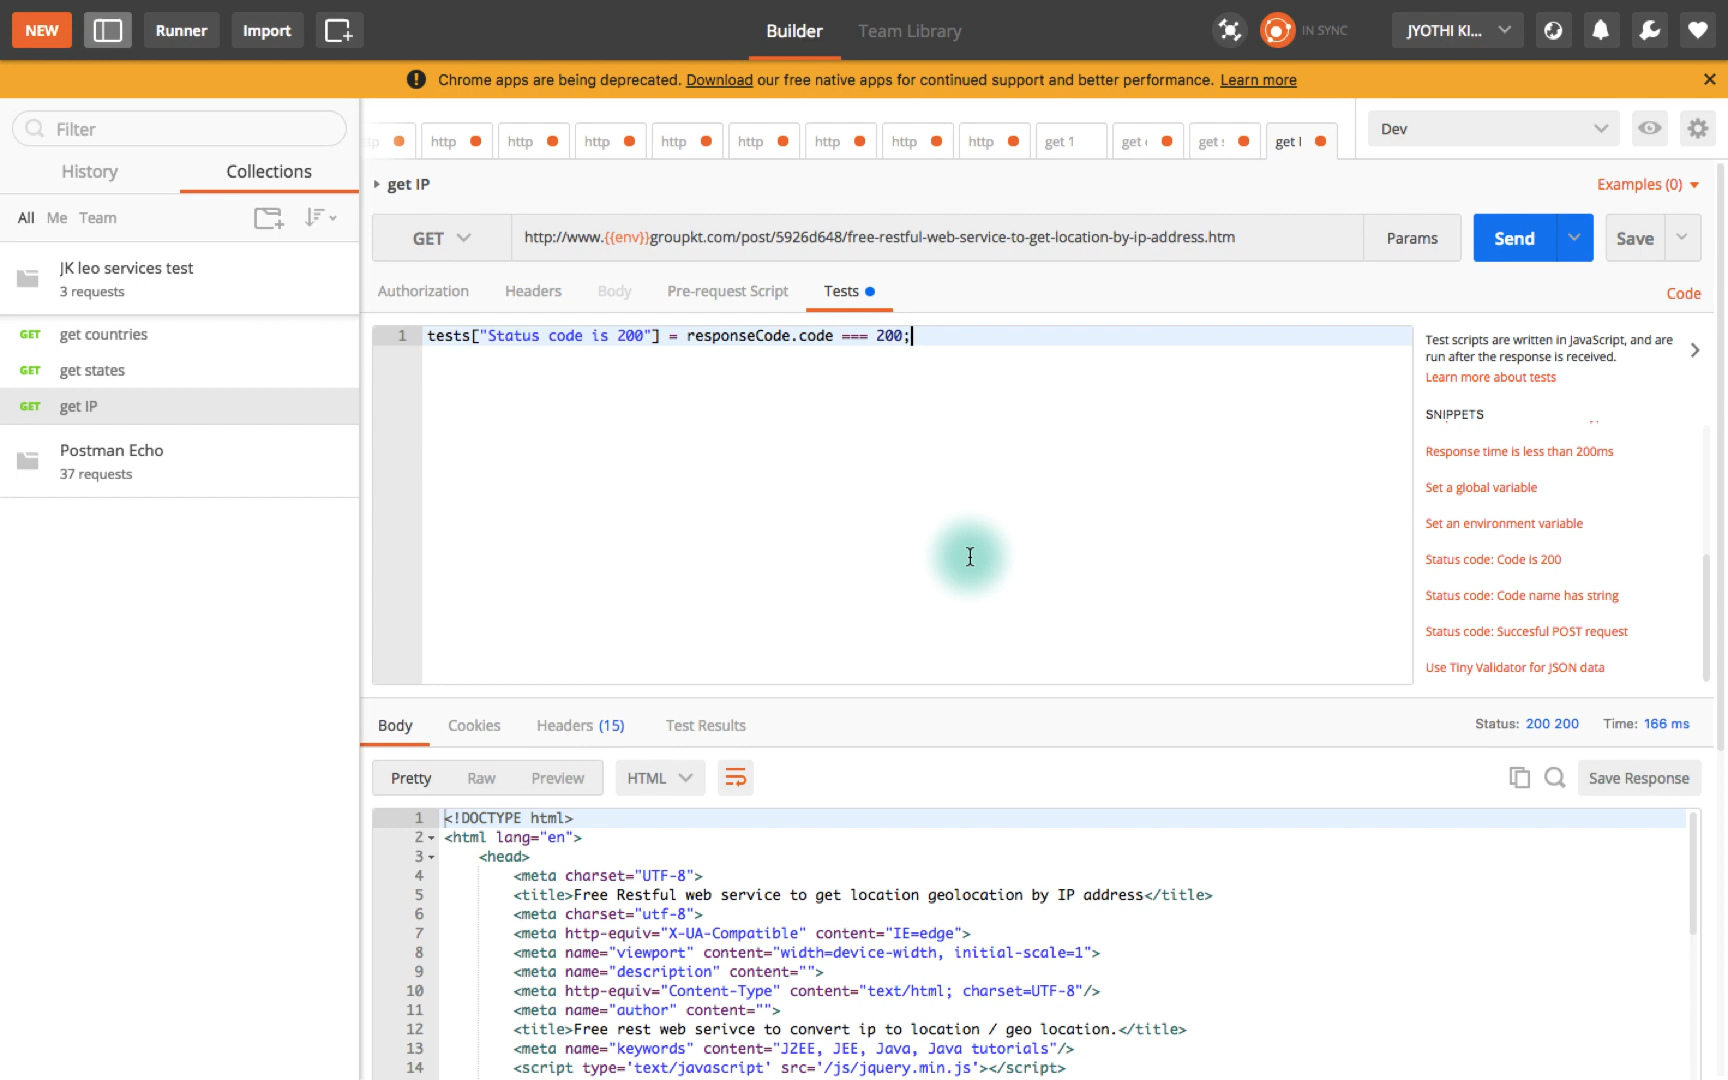 NEW
Runner
Import
Builder
Team Library
IN SYNC
JYOTHI KI...
Chrome apps are being deprecated. Download our free native apps for continued support and better performance. Learn more
Filter
History
Collections
All Me Team
JK leo services test
3 requests
GET get countries
GET get states
GET get IP
Postman Echo
37 requests
http
http
http
http
http
http
http
http
get 1
get
get
get
Dev
get IP
Examples (0)
GET
http://www.{{env}}groupkt.com/post/5926d648/free-restful-web-service-to-get-location-by-ip-address.htm
Params
Send
Save
Authorization
Headers
Body
Pre-request Script
Tests
Code
1 tests["Status code is 200"] = responseCode.code === 200;
Test scripts are written in JavaScript, and are
run after the response is received.
Learn more about tests
SNIPPETS
Response time is less than 200ms
Set a global variable
Set an environment variable
Status code: Code is 200
Status code: Code name has string
Status code: Succesful POST request
Use Tiny Validator for JSON data
Body
Cookies
Headers (15)
Test Results
Status: 200 200
Time: 166 ms
Pretty
Raw
Preview
HTML
Save Response
1 <!DOCTYPE html>
2 <html lang="en">
3 <head>
4 <meta charset="UTF-8">
5 <title>Free Restful web service to get location geolocation by IP address</title>
6 <meta charset="utf-8">
7 <meta http-equiv="X-UA-Compatible" content="IE=edge">
8 <meta name="viewport" content="width=device-width, initial-scale=1">
9 <meta name="description" content="">
10 <meta http-equiv="Content-Type" content="text/html; charset=UTF-8"/>
11 <meta name="author" content="">
12 <title>Free rest web serivce to convert ip to location / geo location.</title>
13 <meta name="keywords" content="J2EE, JEE, Java, Java tutorials"/>
14 <script type='text/javascript' src='/js/jquery.min.js'></script>